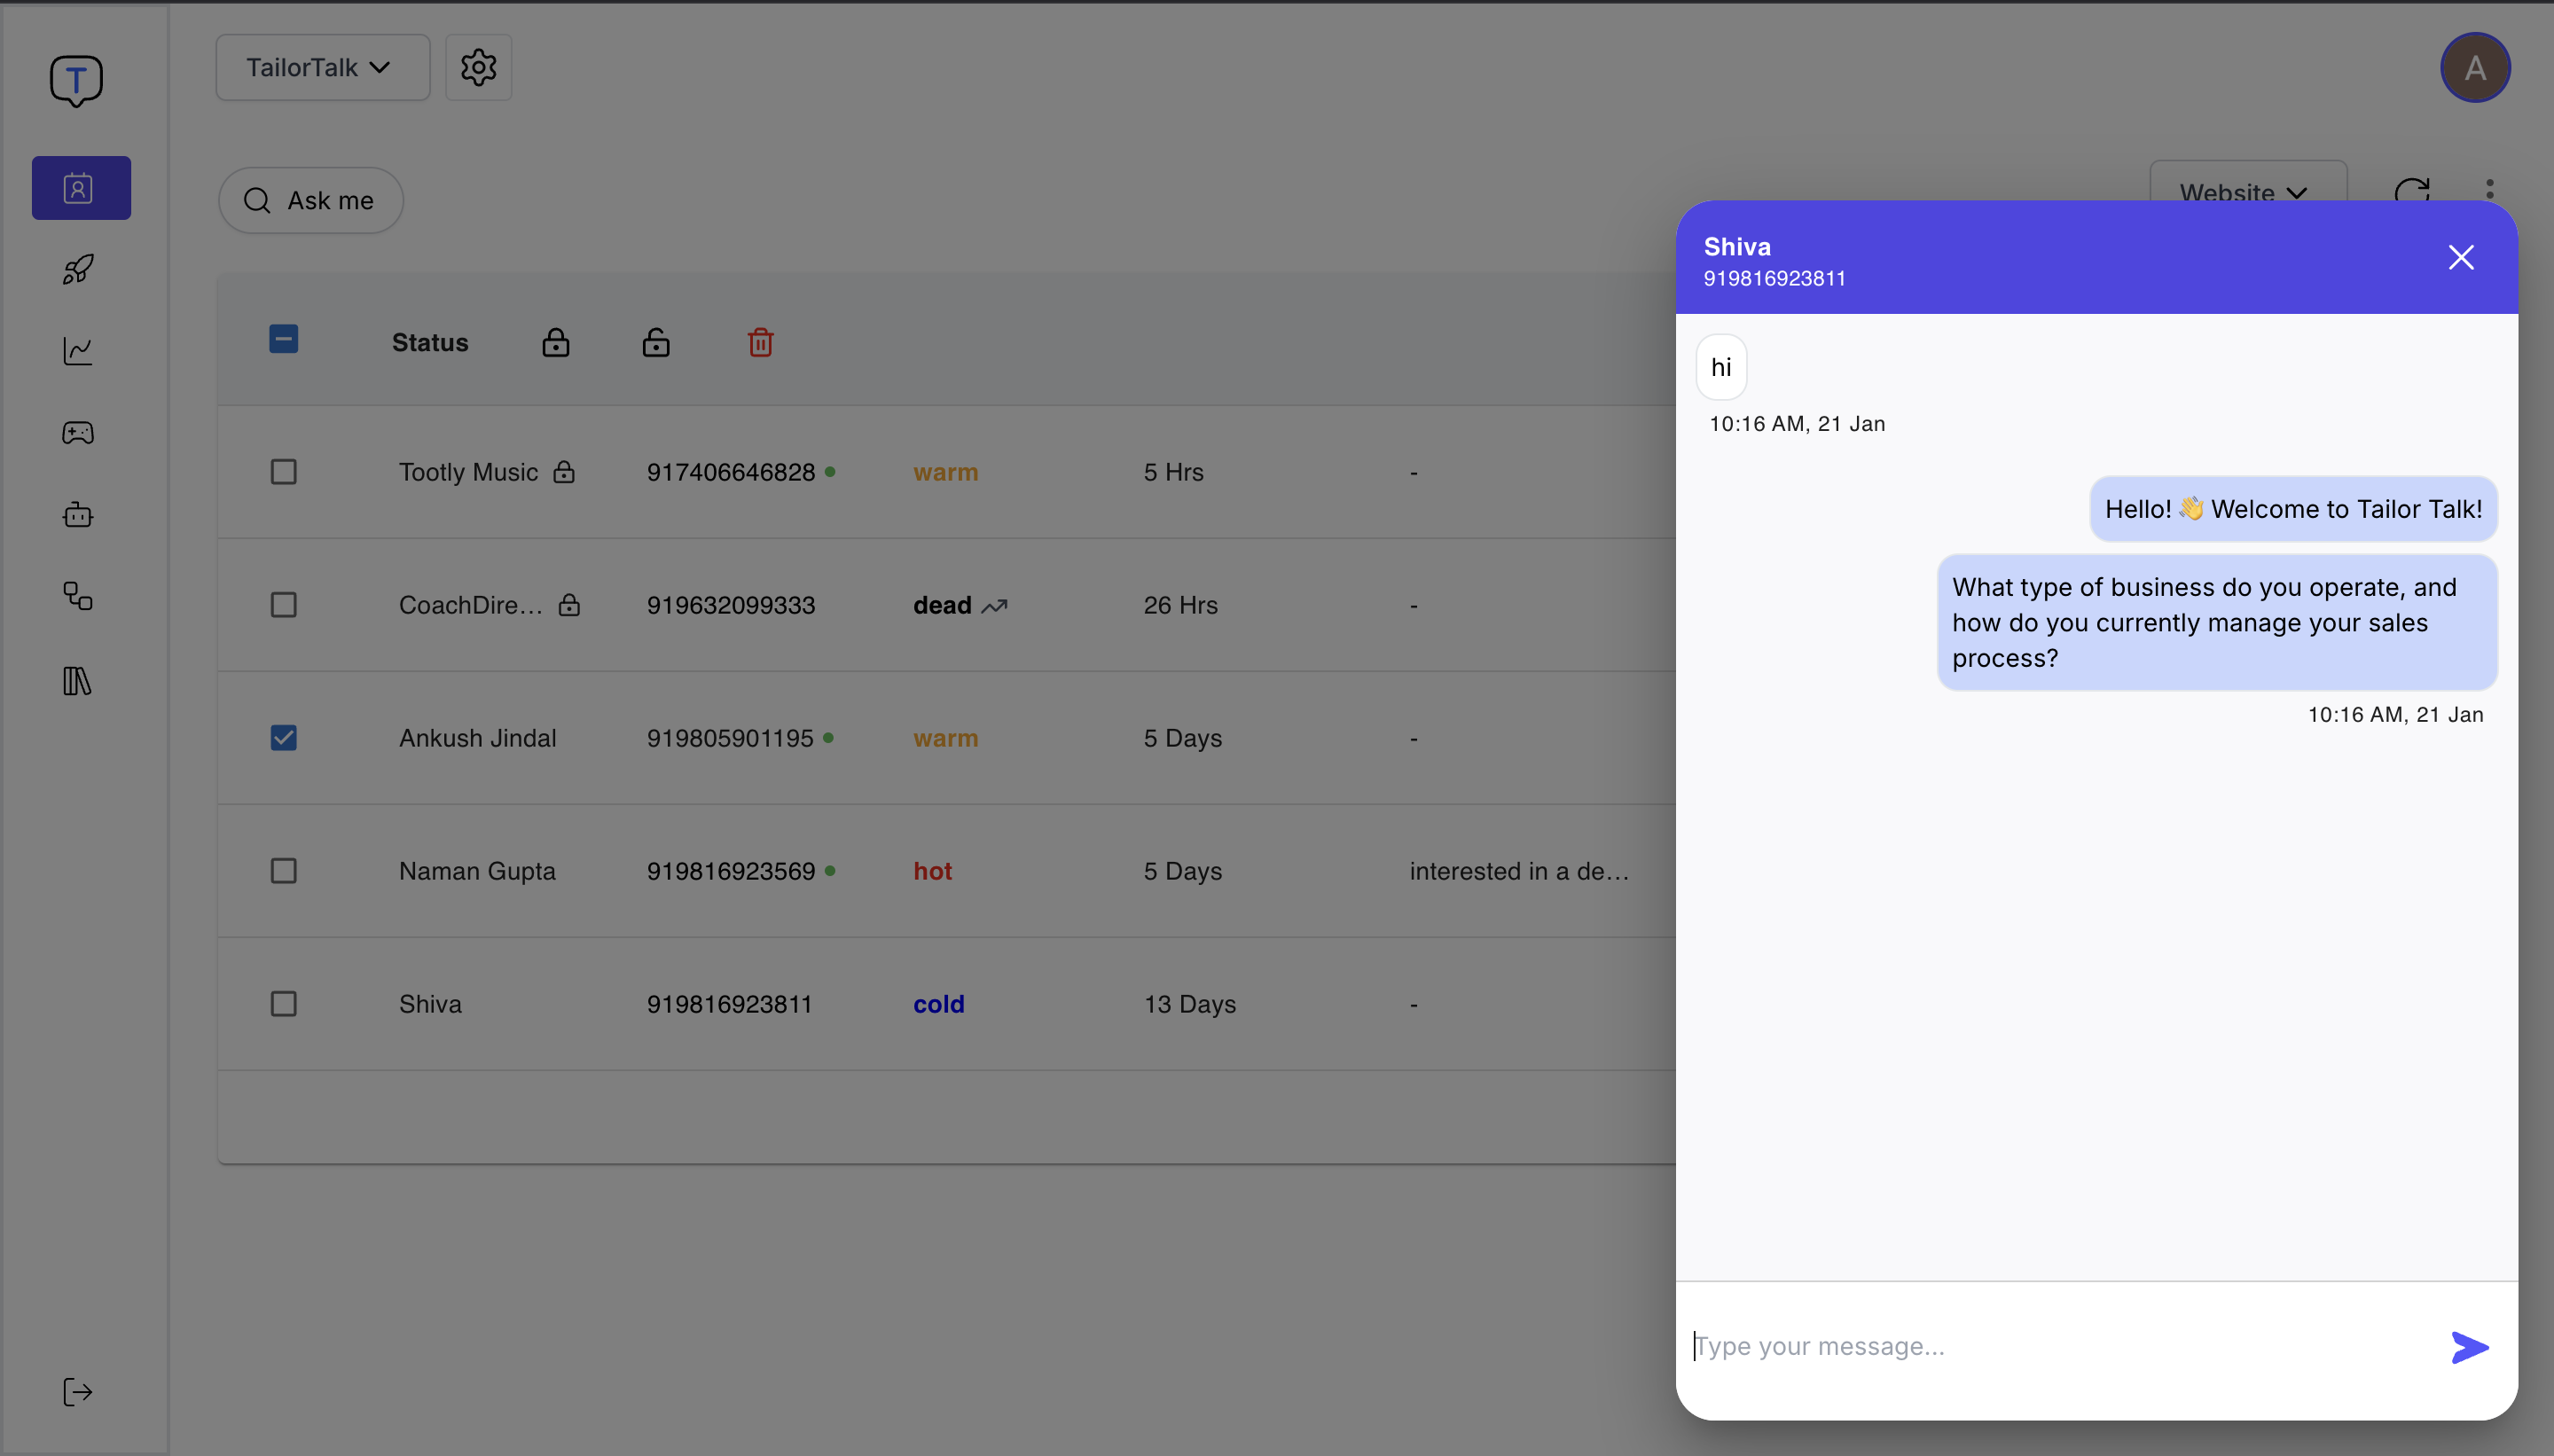 T
TailorTalk
A
Ask me
Website
Status
Tootly Music 917406646828 warm 5 Hrs -
CoachDire... 919632099333 dead 26 Hrs -
Ankush Jindal 919805901195 warm 5 Days -
Naman Gupta 919816923569 hot 5 Days interested in a de...
Shiva 919816923811 cold 13 Days -
Shiva
919816923811
hi
10:16 AM, 21 Jan
Hello! 👋 Welcome to Tailor Talk!
What type of business do you operate, and
how do you currently manage your sales
process?
10:16 AM, 21 Jan
Type your message...